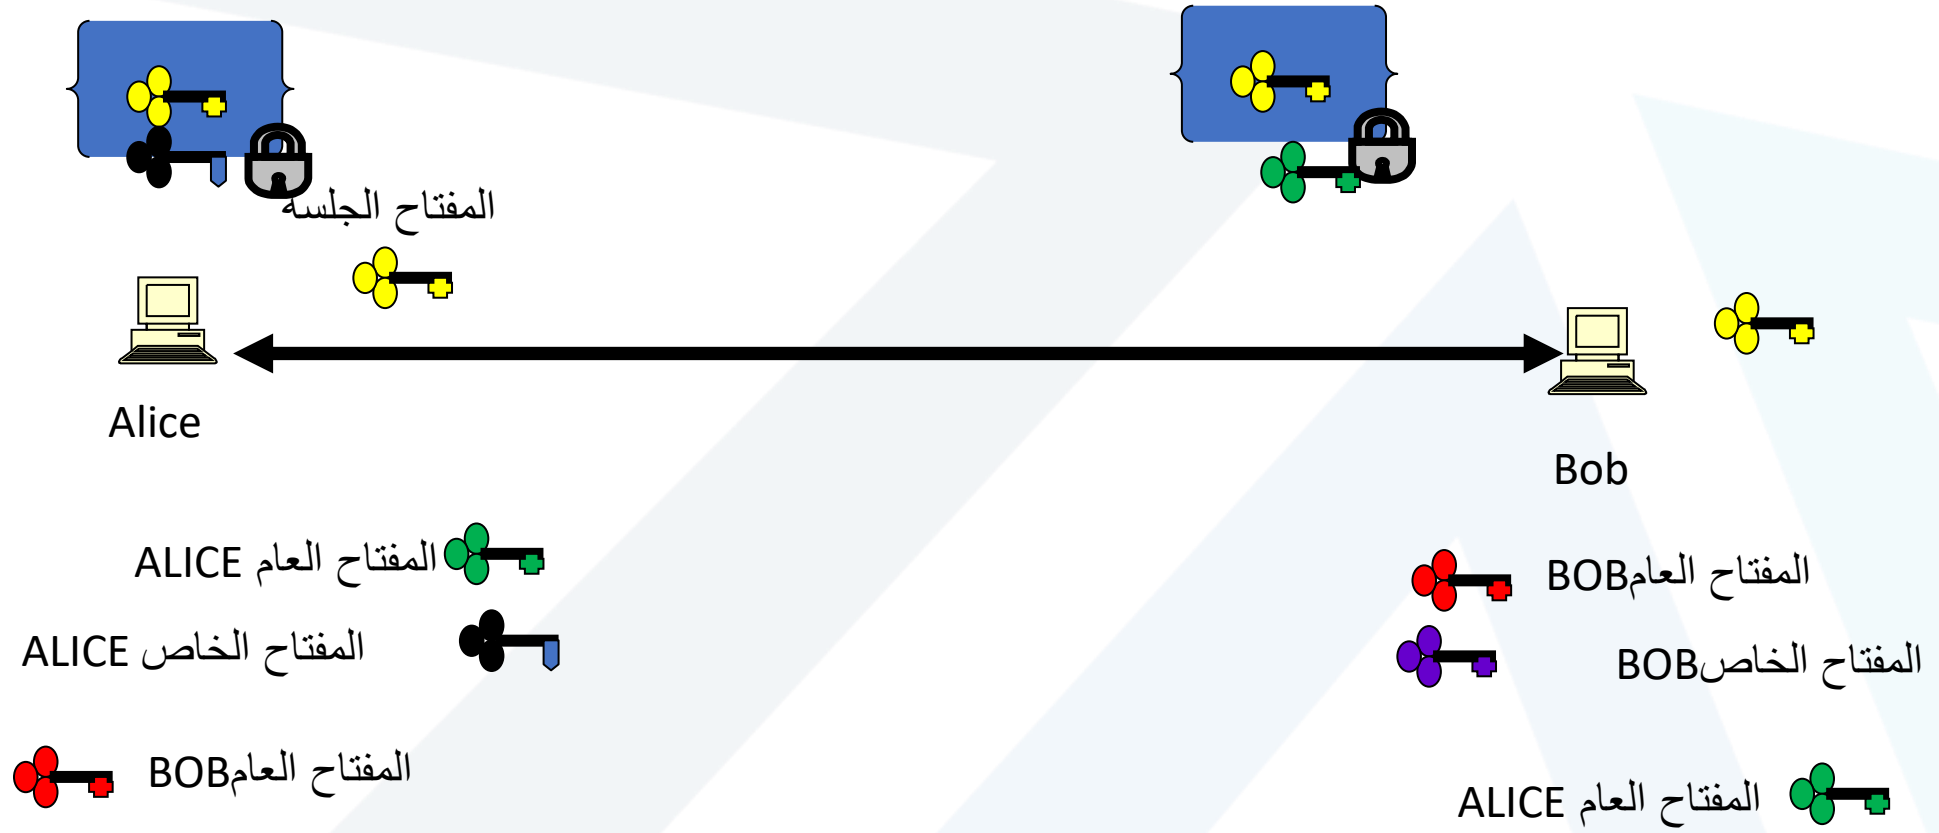 المفتاح الجلسة
Alice
Bob
المفتاح العام ALICE
المفتاح العامBOB
المفتاح الخاص ALICE
المفتاح الخاصBOB
المفتاح العامBOB
المفتاح العام ALICE